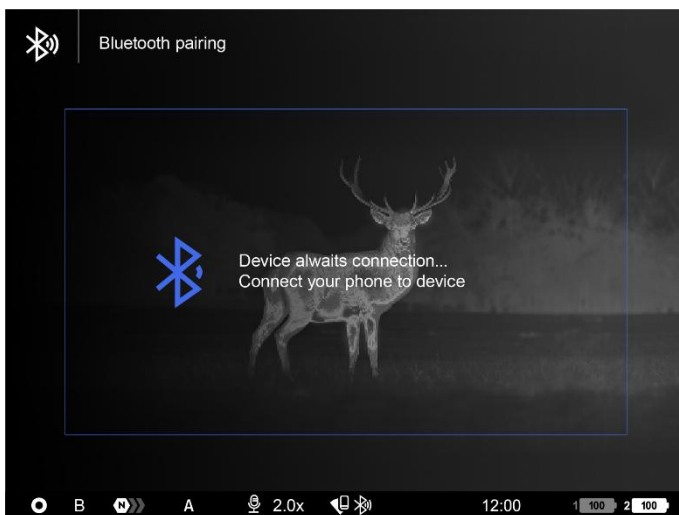 Bluetooth pairing
Device alwaits connection...
Connect your phone to device
B N A 2.0x 12:00 1 100 2 100